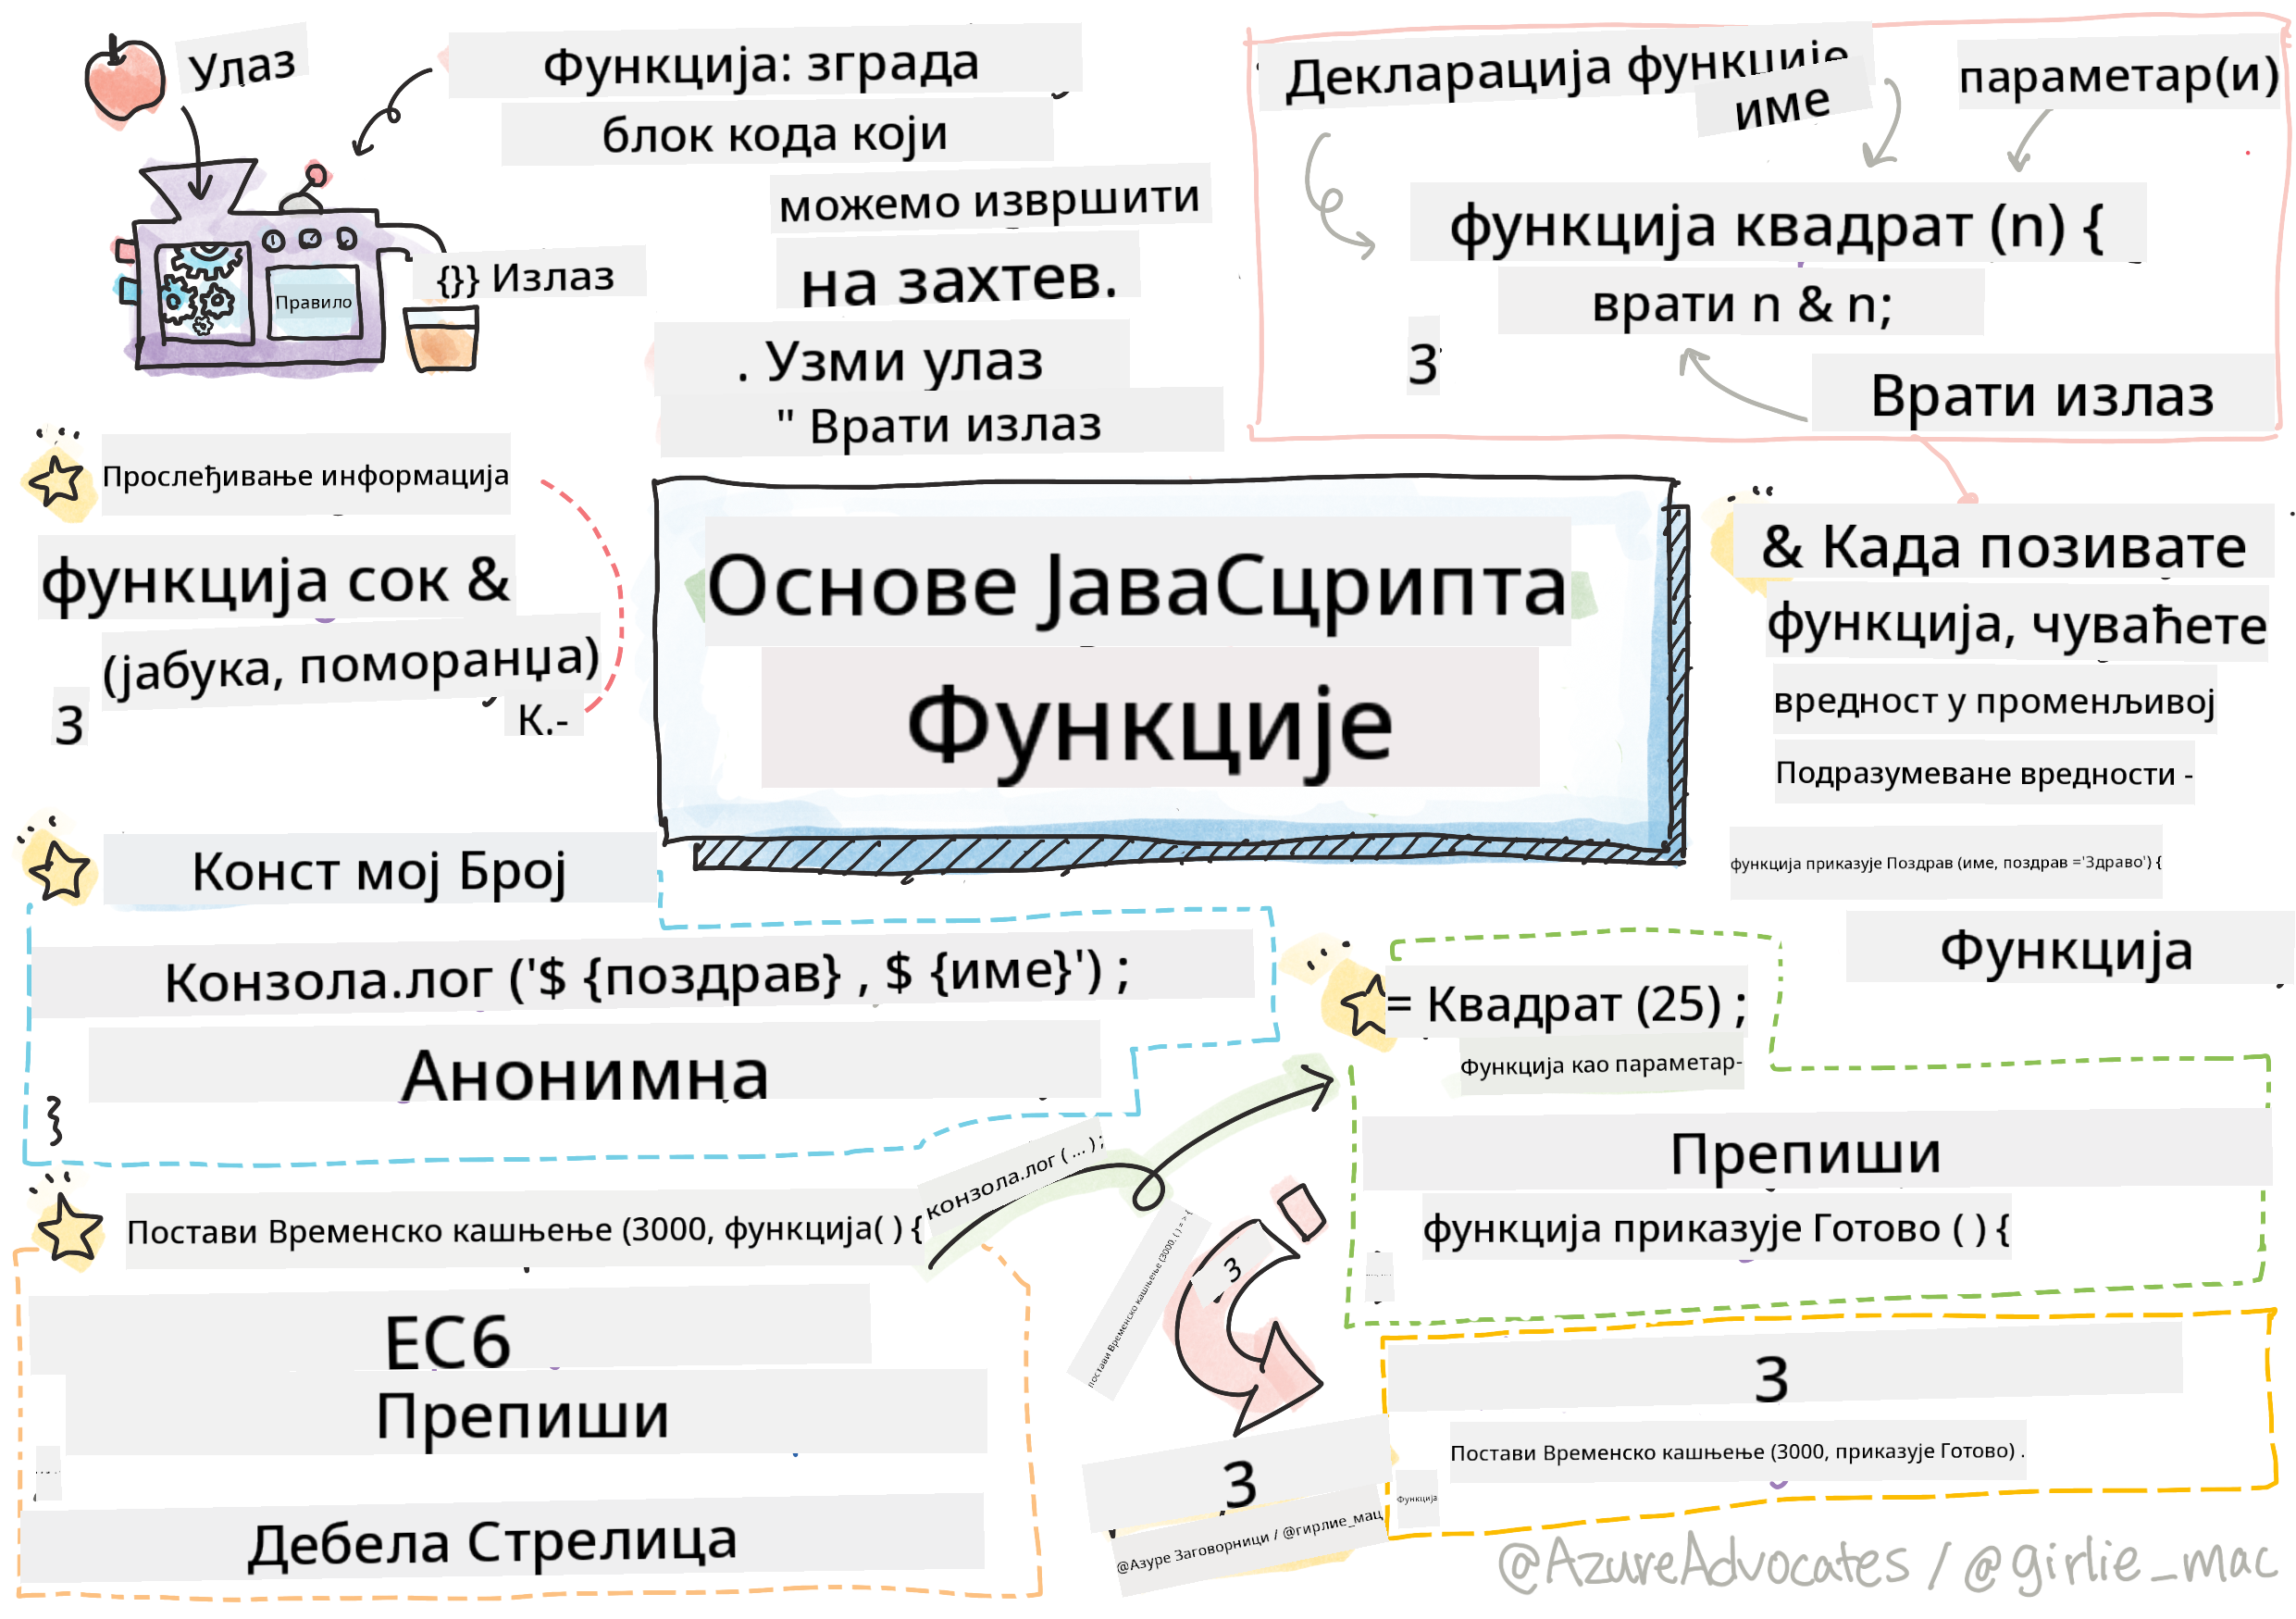 Улаз
Функција: зграда
блок кода који
можемо извршити
на захтев.
. Узми улаз
" Врати излаз
{}} Излаз
Правило
Декларација функције
име
параметар(и)
функција квадрат (n) {
врати n & n;
3
Врати излаз
Прослеђивање информација
функција сок &
(јабука, поморанџа)
3
К.-
Основе ЈаваСцрипта
Функције
& Када позивате
функција, чуваћете
вредност у променљивој
Подразумеване вредности -
функција приказује Поздрав (име, поздрав ='Здраво') {
Функција
Конст мој Број
Конзола.лог ('$ {поздрав} , $ {име}') ;
Анонимна
= Квадрат (25) ;
Функција као параметар-
Препиши
функција приказује Готово ( ) {
Постави Временско кашњење (3000, функција( ) {
конзола.лог ( ... ) ;
постави Временско кашњење (3000, ( ) = > {
3
ЕС6
Препиши
Дебела Стрелица
3
@Азуре Заговорници / @гирлие_мац
3
Постави Временско кашњење (3000, приказује Готово) .
Функција
@AzureAdvocates / @girlie_mac